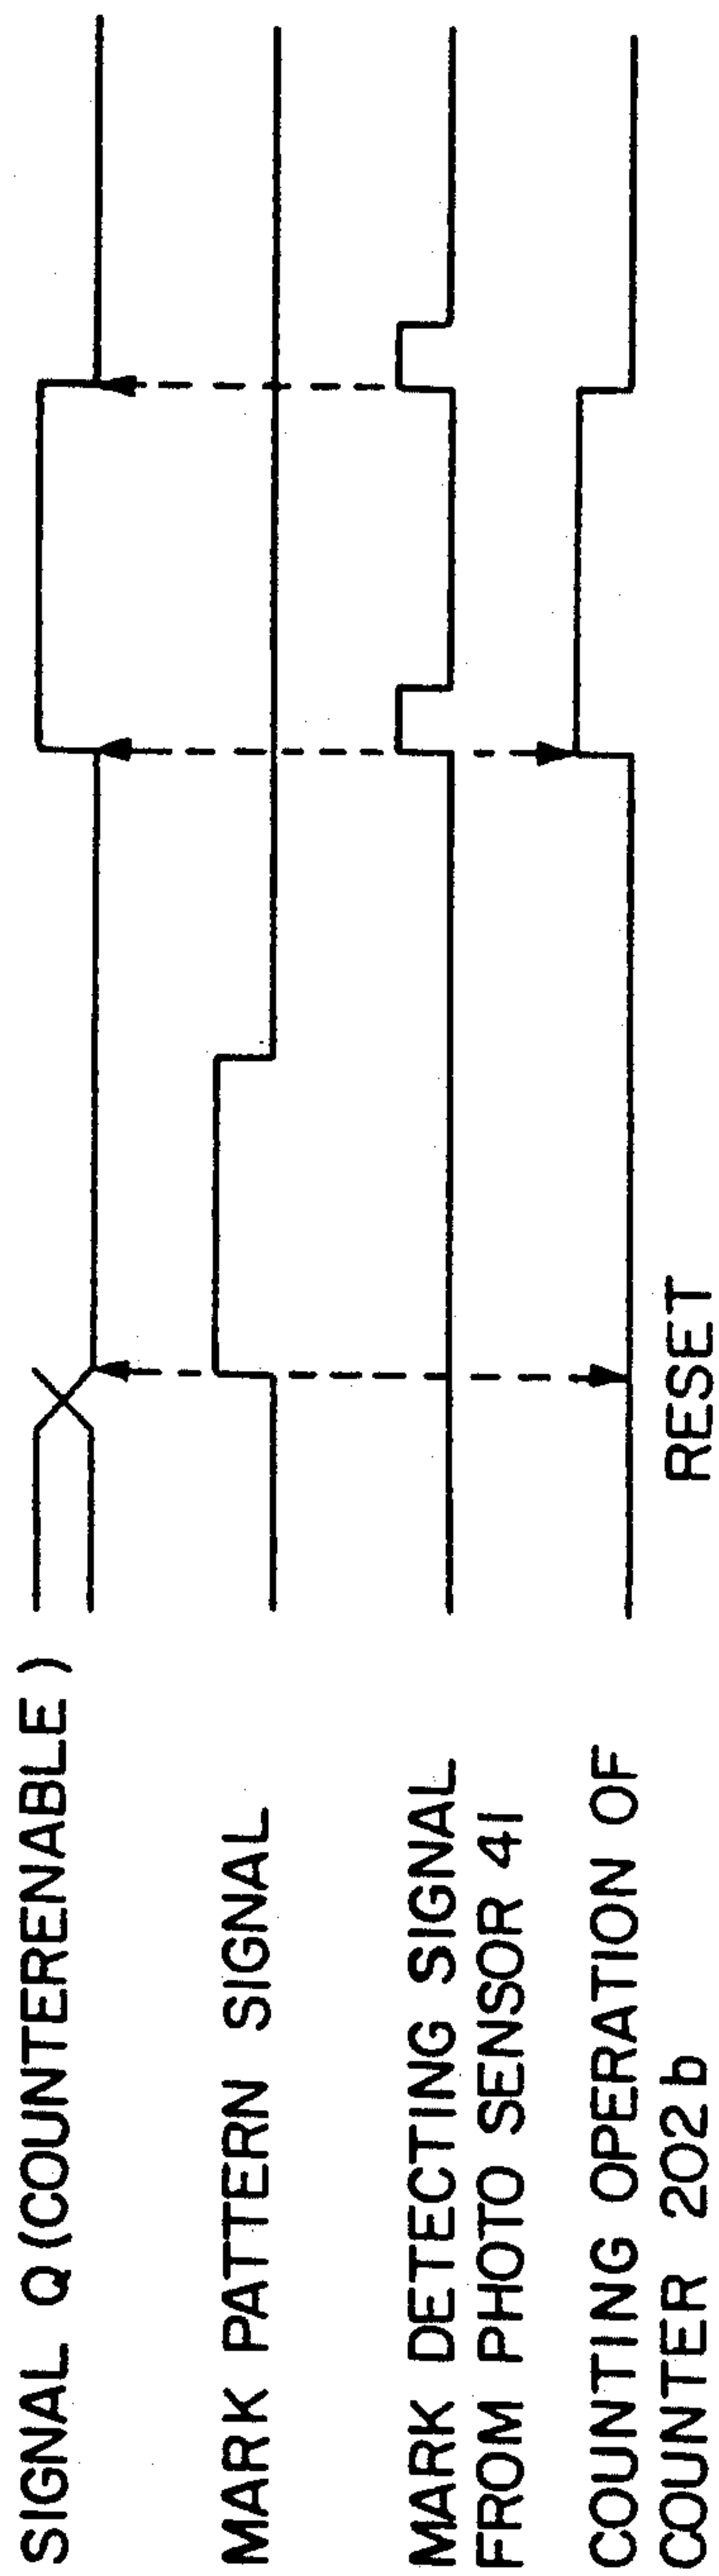 SIGNAL Q (COUNTERENABLE)
MARK PATTERN SIGNAL
MARK DETECTING SIGNAL
FROM PHOTO SENSOR 41
COUNTING OPERATION OF
COUNTER 202b
RESET